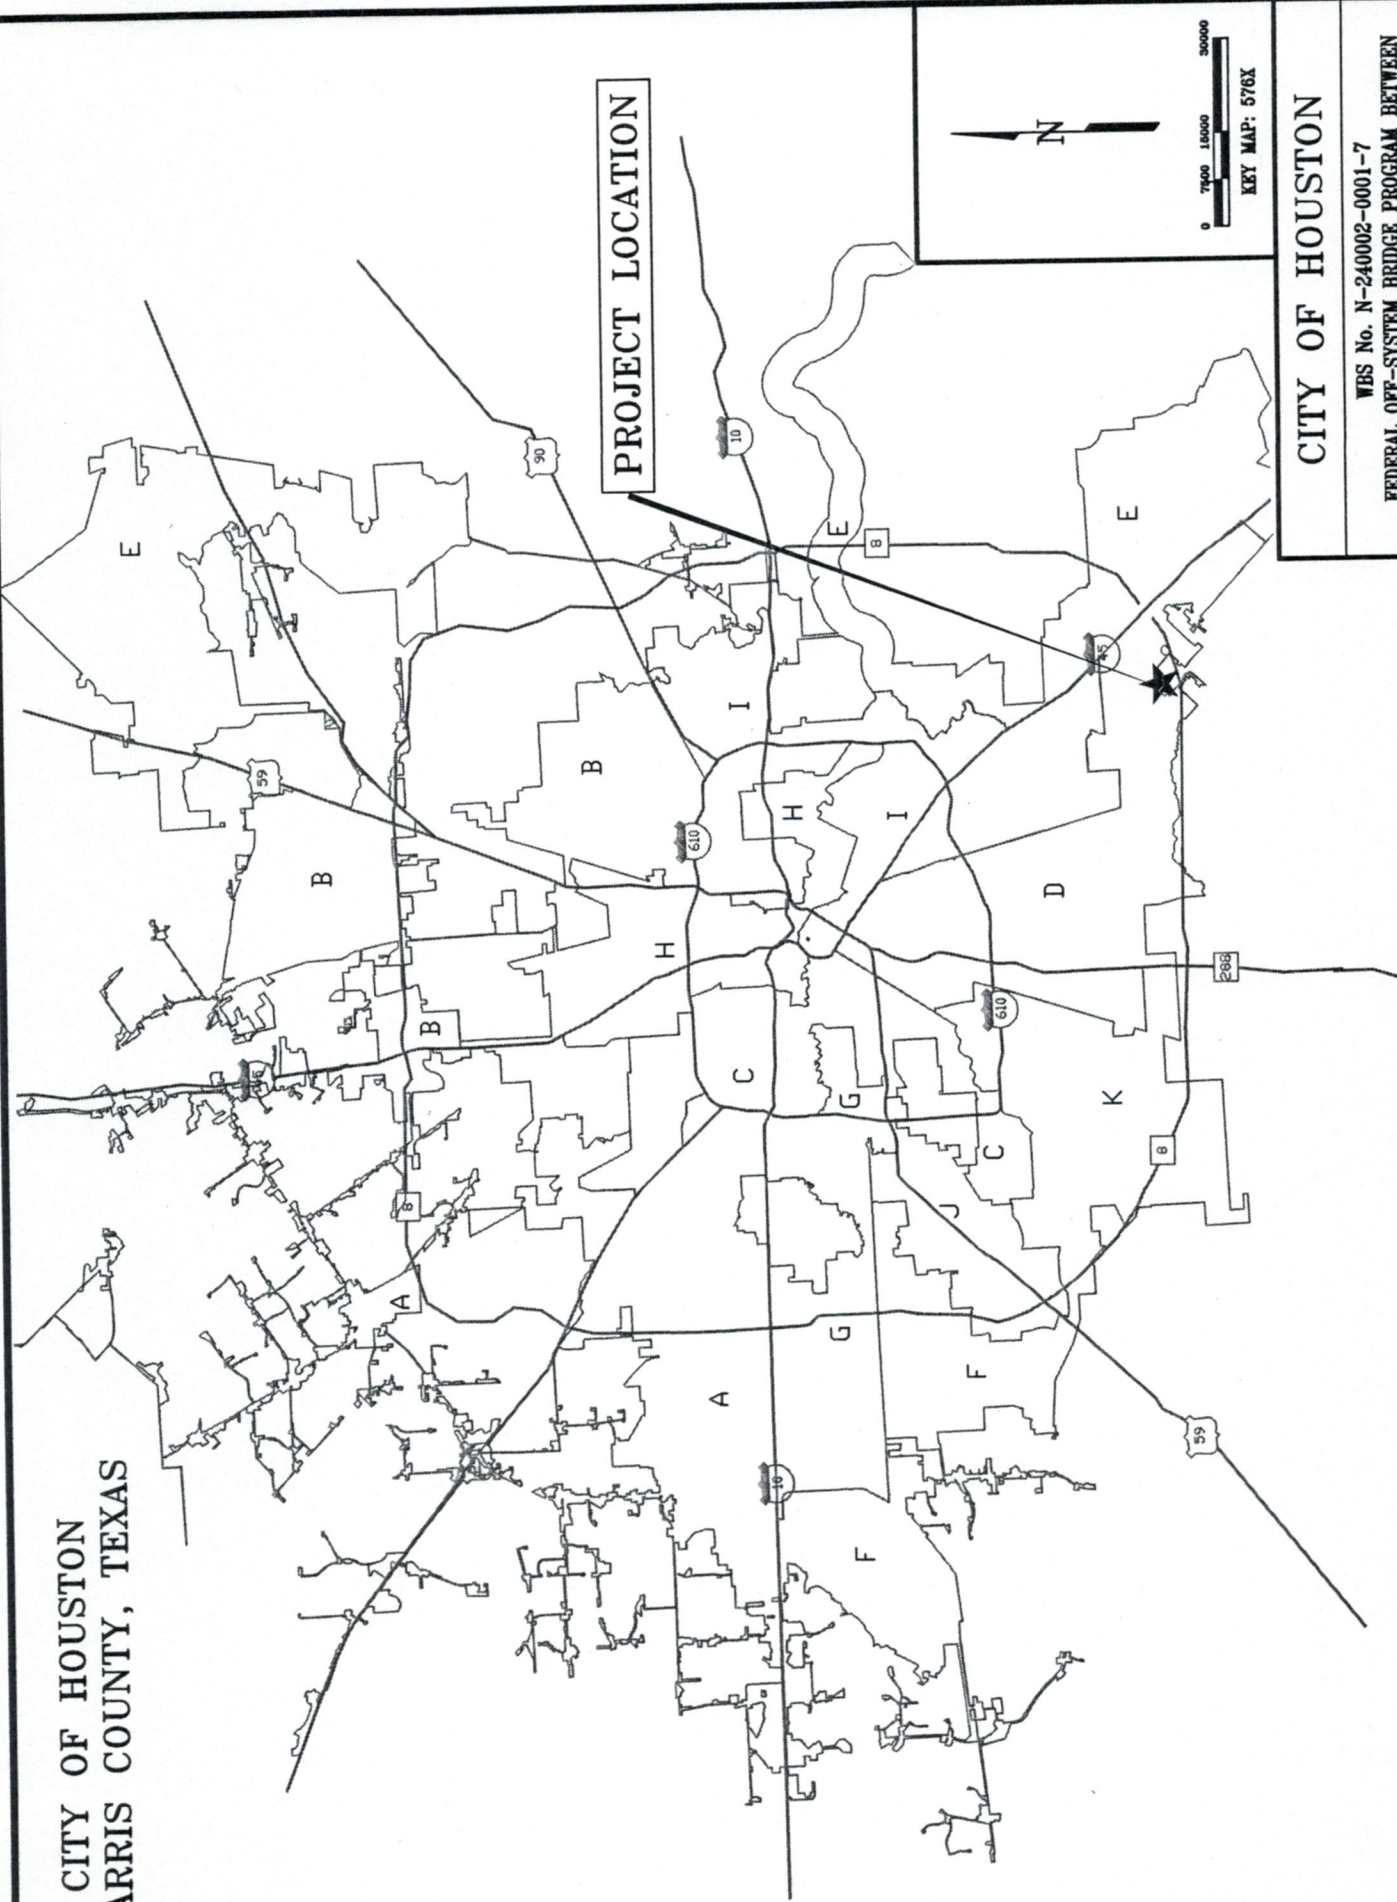 CITY OF HOUSTON
ARRIS COUNTY, TEXAS
PROJECT LOCATION
N
0 7500 15000 30000
KEY MAP: 576X
CITY OF HOUSTON
WBS No. N-240002-0001-7
FEDERAL OFF-SYSTEM BRIDGE PROGRAM BETWEEN
E
59
90
10
B
B
B
I
E
8
E
45
610
H
H
I
D
288
610
C
G
C
K
8
8
A
J
G
F
A
10
F
59